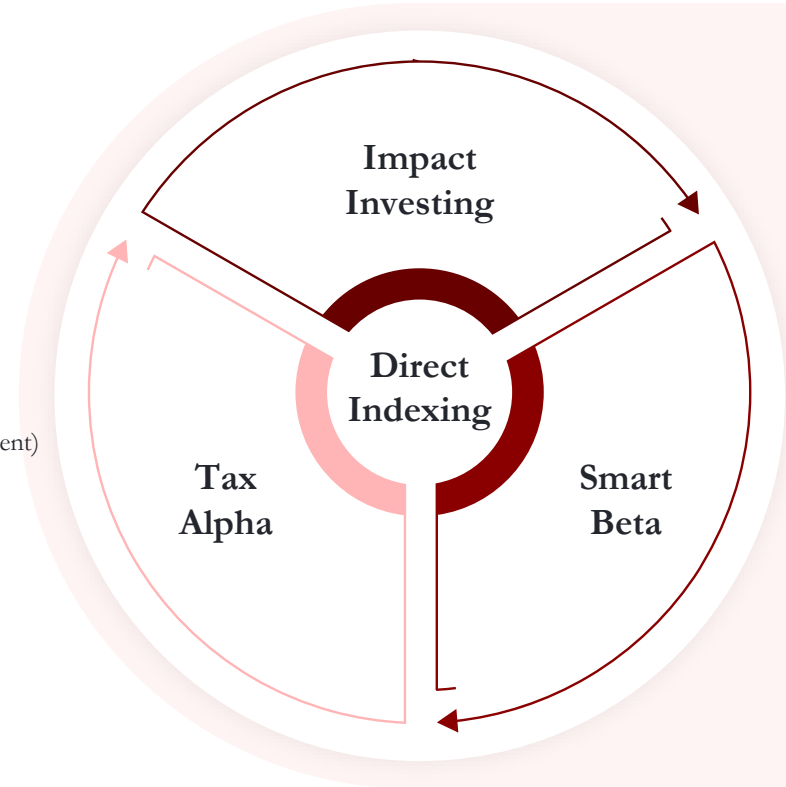 Impact
Investing
Direct
Indexing
ent)
Tax
Alpha
Smart
Beta